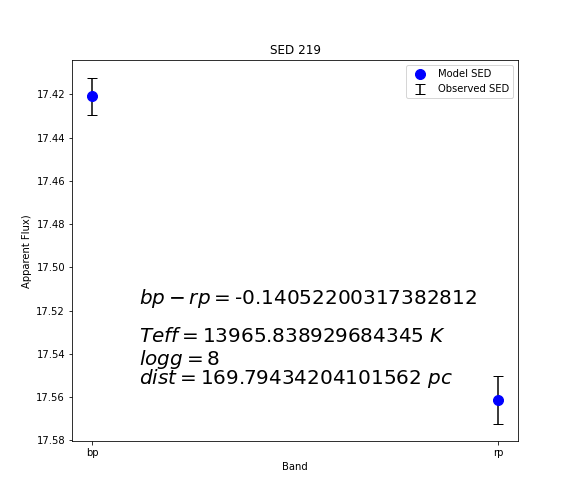 SED 219
Model SED
Observed SED
17.42
17.44
17.46
17.48
17.50
17.52
17.54
17.56
17.58
Apparent Flux)
bp − rp = -0.14052200317382812
Teff = 13965.838929684345 K
logg = 8
dist = 169.79434204101562 pc
bp
rp
Band